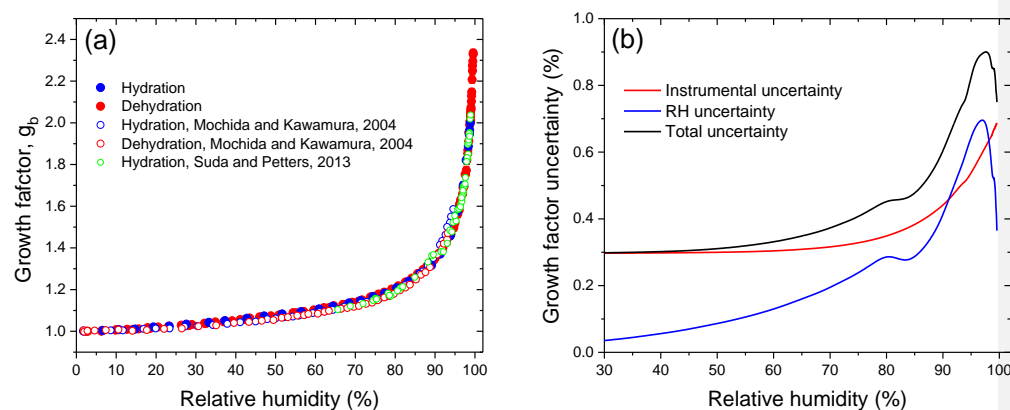 (a)
Growth fafctor, g_b
2.4
2.2
2.0
1.8
1.6
1.4
1.2
1.0
Hydration
Dehydration
Hydration, Mochida and Kawamura, 2004
Dehydration, Mochida and Kawamura, 2004
Hydration, Suda and Petters, 2013
0 10 20 30 40 50 60 70 80 90 100
Relative humidity (%)
(b)
Growth factor uncertainty (%)
1.0
0.8
0.6
0.4
0.2
0.0
Instrumental uncertainty
RH uncertainty
Total uncertainty
30 40 50 60 70 80 90 100
Relative humidity (%)